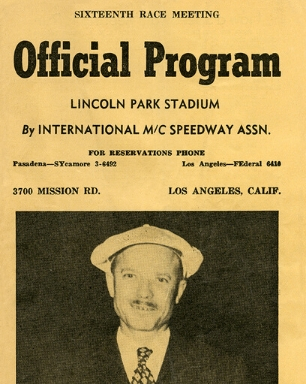 SIXTEENTH RACE MEETING
Official Program
LINCOLN PARK STADIUM
By INTERNATIONAL M/C SPEEDWAY ASSN.
FOR RESERVATIONS PHONE
Pasadena—SYcamore 3-6492 Los Angeles—FEderal 6410
3700 MISSION RD. LOS ANGELES, CALIF.